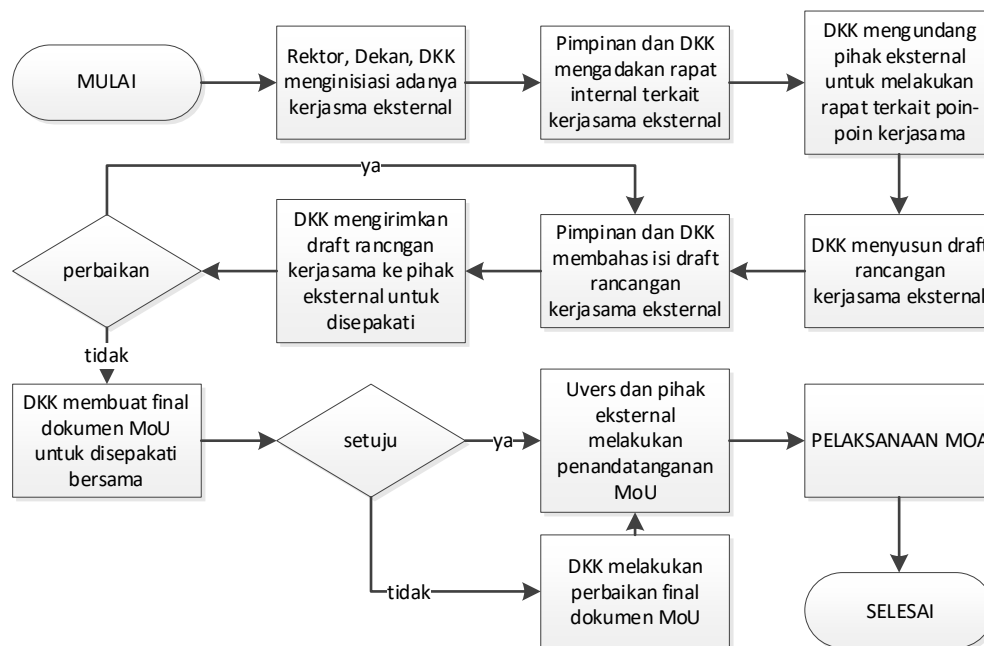 MULAI
Rektor, Dekan, DKK
menginisiasi adanya
kerjasma eksternal
Pimpinan dan DKK
mengadakan rapat
internal terkait
kerjasama eksternal
DKK mengundang
pihak eksternal
untuk melakukan
rapat terkait poin-
poin kerjasama
ya
perbaikan
DKK mengirimkan
draft rancngan
kerjasama ke pihak
eksternal untuk
disepakati
Pimpinan dan DKK
membahas isi draft
rancangan
kerjasama eksternal
DKK menyusun draft
rancangan
kerjasama eksternal
tidak
DKK membuat final
dokumen MoU
untuk disepakati
bersama
setuju
ya
Uvers dan pihak
eksternal
melakukan
penandatanganan
MoU
PELAKSANAAN MOA
tidak
DKK melakukan
perbaikan final
dokumen MoU
SELESAI